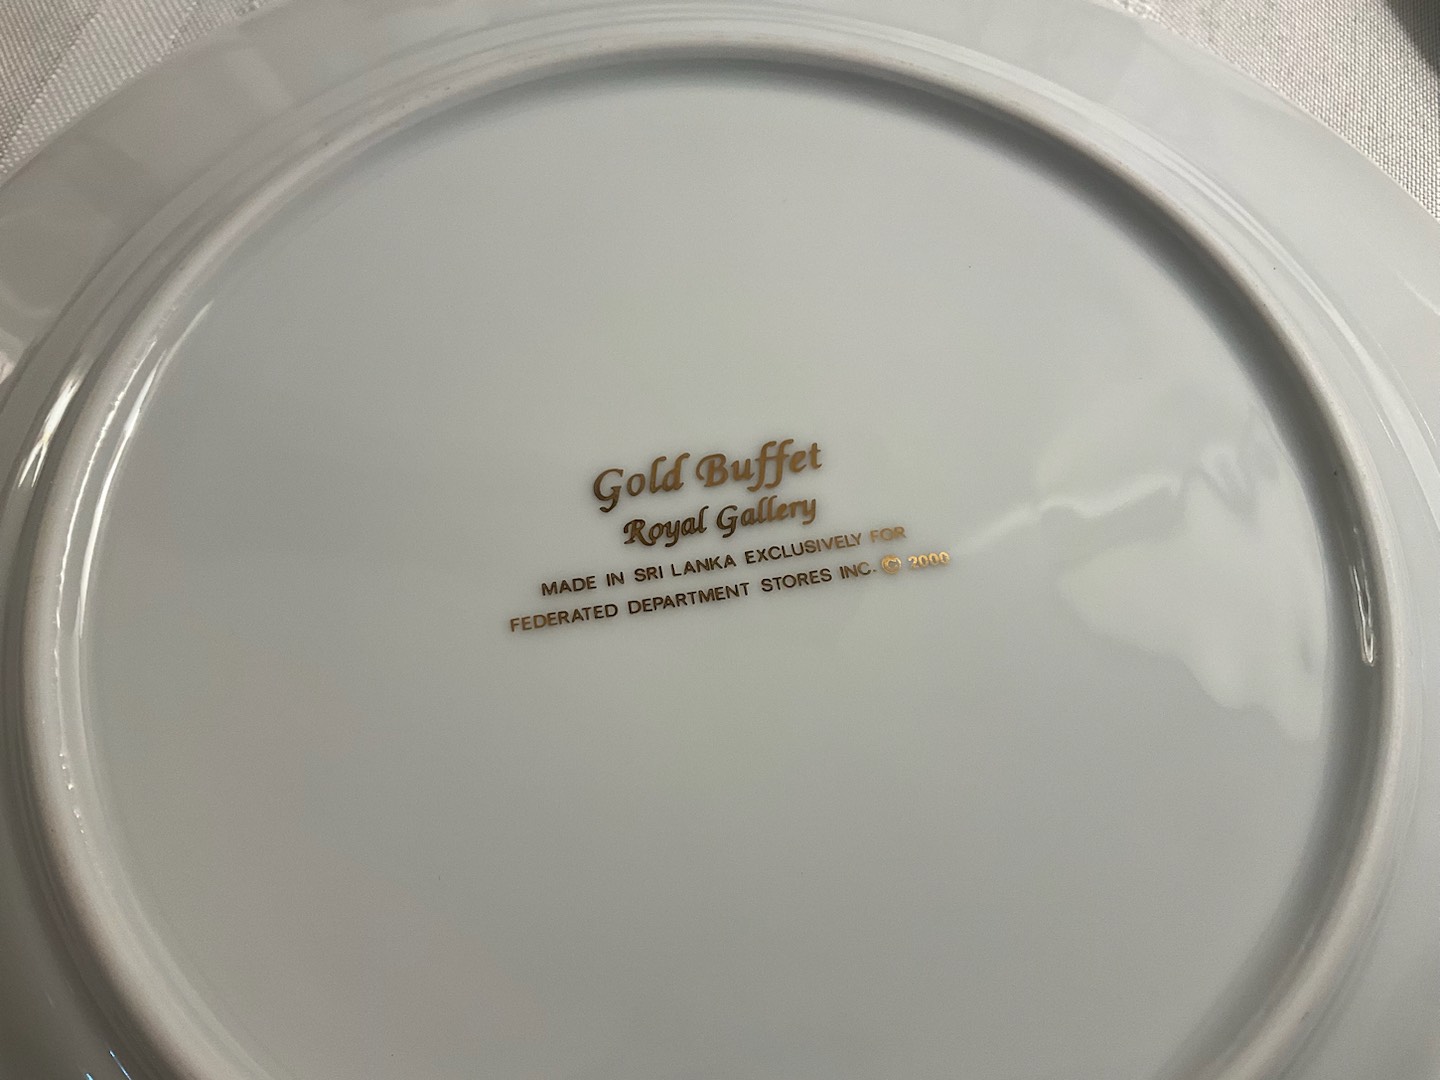 Gold Buffet
Royal Gallery
MADE IN SRI LANKA EXCLUSIVELY FOR
FEDERATED DEPARTMENT STORES INC. © 2000